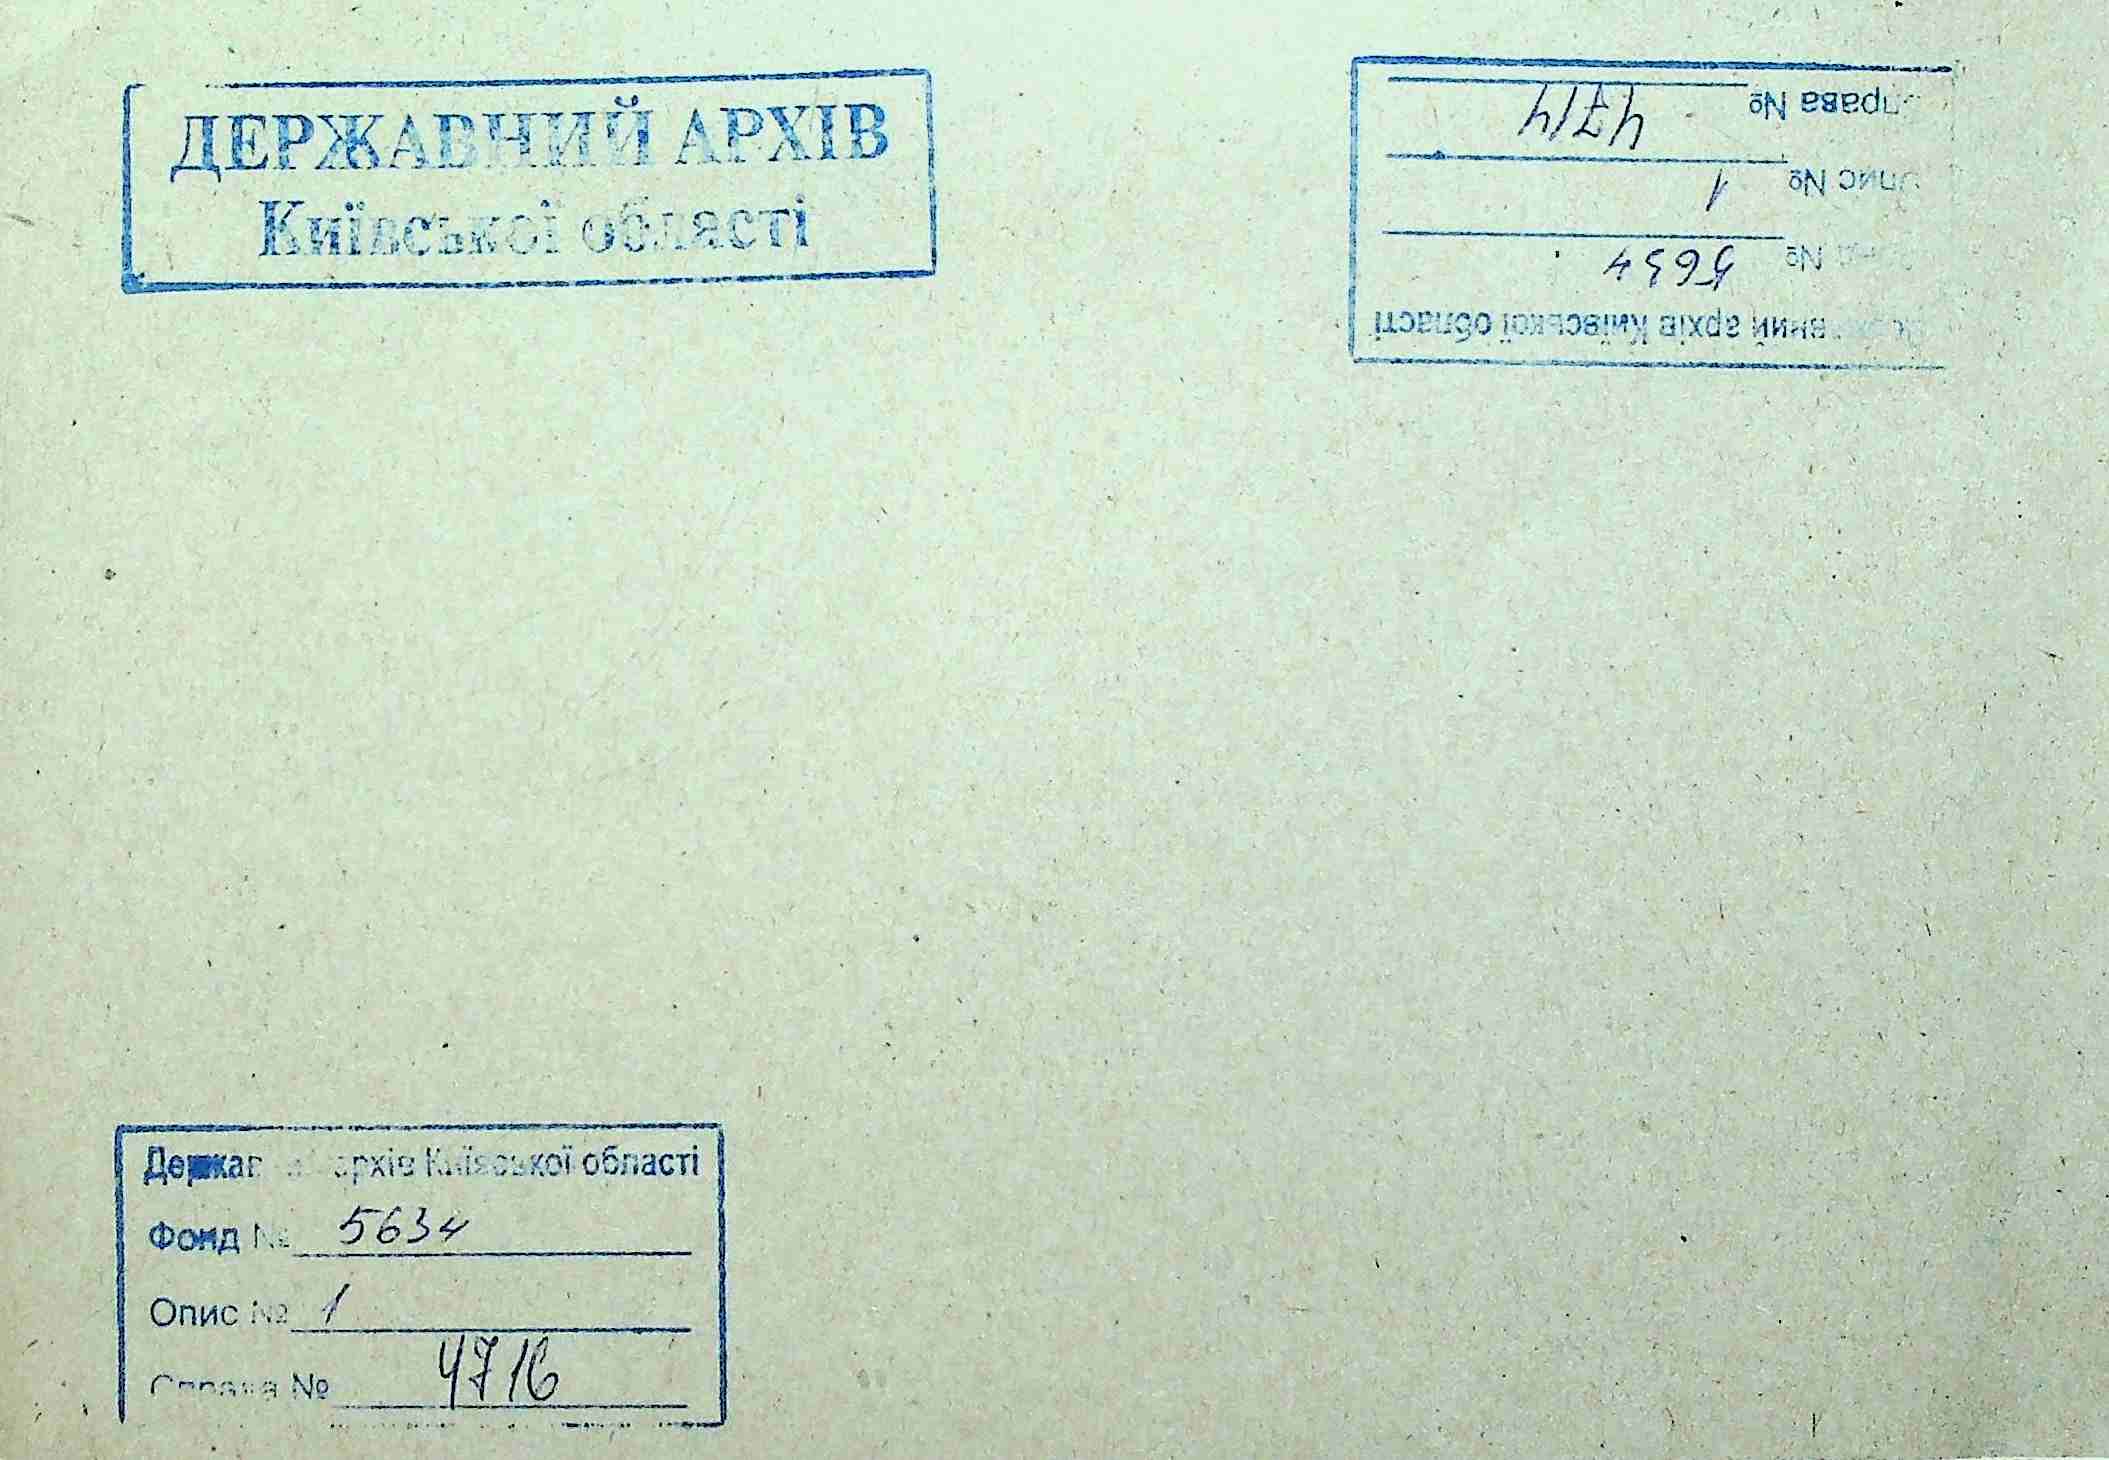 ДЕРЖАВНИЙ АРХІВ
Київської області
Державний архів Київської області
Фонд № 5634
Опис № 1
Справа № 4714
Державний архів Київської області
Фонд № 5634
Опис № 1
Справа № 4716